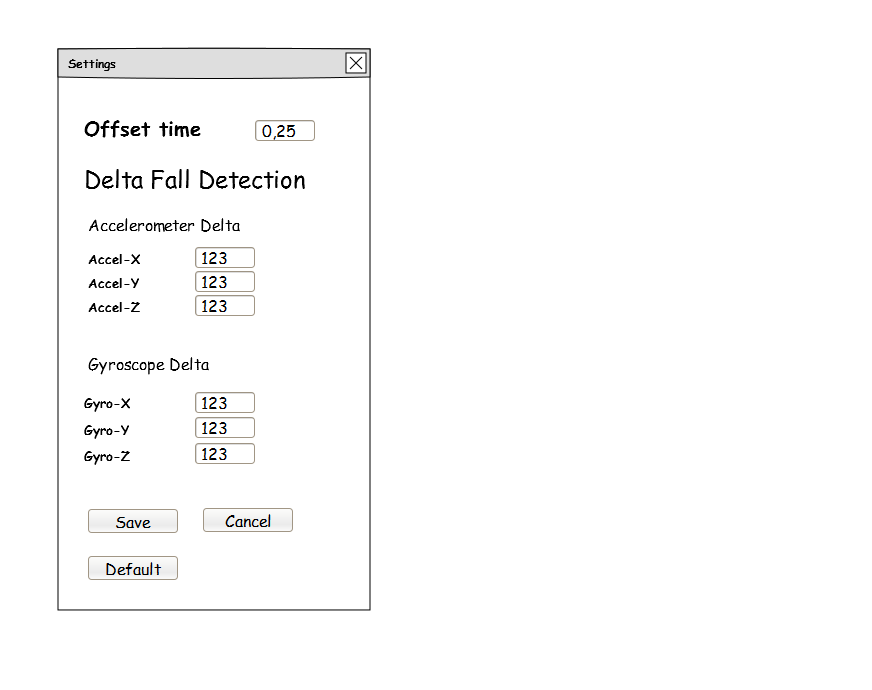 Settings
Offset time 0,25
Delta Fall Detection
Accelerometer Delta
Accel-X 123
Accel-Y 123
Accel-Z 123
Gyroscope Delta
Gyro-X 123
Gyro-Y 123
Gyro-Z 123
Save Cancel
Default